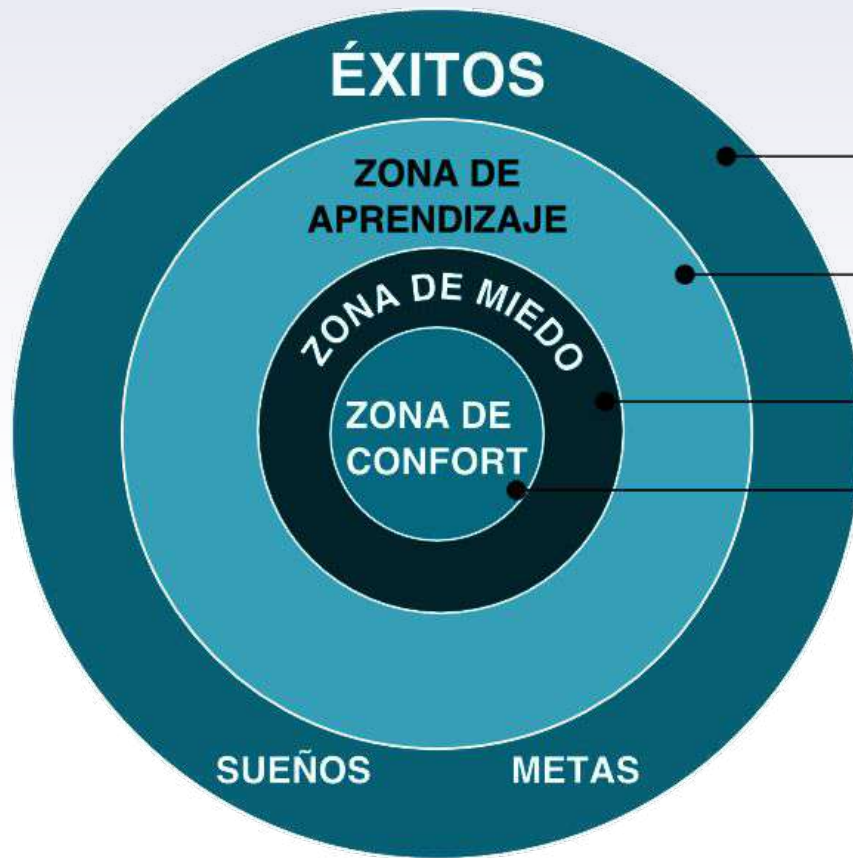 ÉXITOS
ZONA DE
APRENDIZAJE
ZONA DE MIEDO
ZONA DE
CONFORT
SUEÑOS
METAS